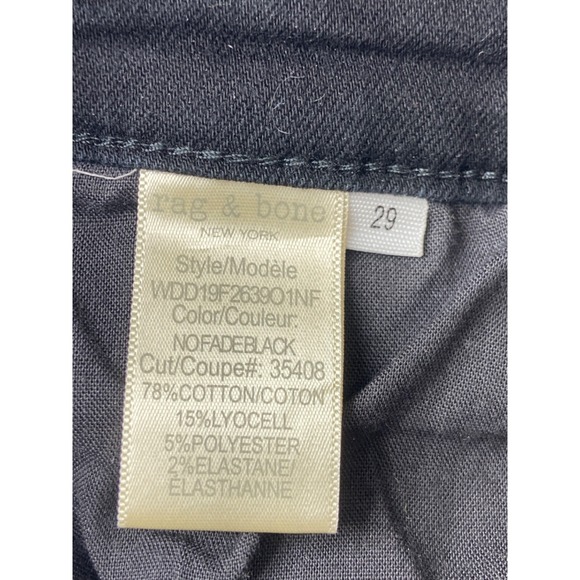 rag & bone
NEW YORK
29
Style/Modèle
WDD19F2639O1NF
Color/Couleur:
NOFADEBLACK
Cut/Coupe#: 35408
78%COTTON/COTON
15%LYOCELL
5%POLYESTER
2%ELASTANE/
ÉLASTHANNE